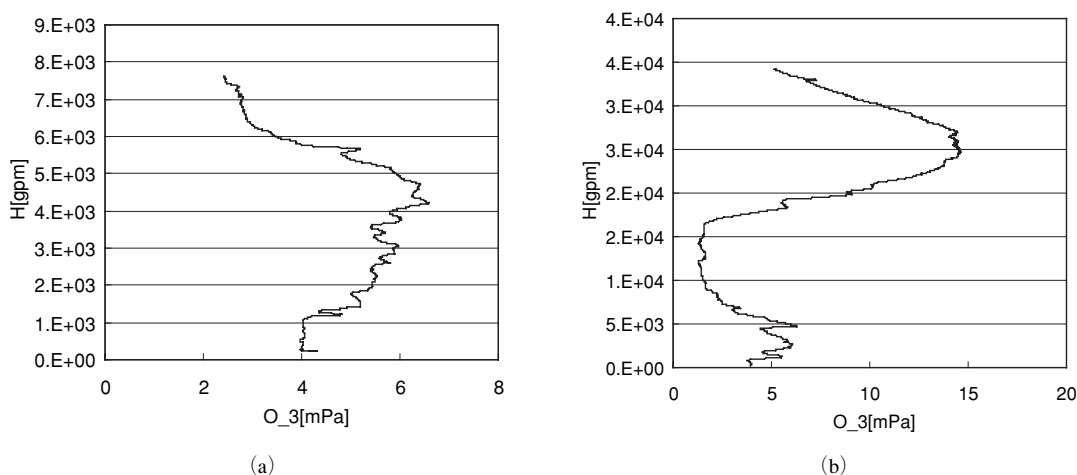 9.E+03
8.E+03
7.E+03
6.E+03
5.E+03
4.E+03
3.E+03
2.E+03
1.E+03
0.E+00
H[gpm]
0 2 4 6 8
O_3[mPa]
(a)
4.E+04
4.E+04
3.E+04
3.E+04
2.E+04
2.E+04
1.E+04
5.E+03
0.E+00
H[gpm]
0 5 10 15 20
O_3[mPa]
(b)